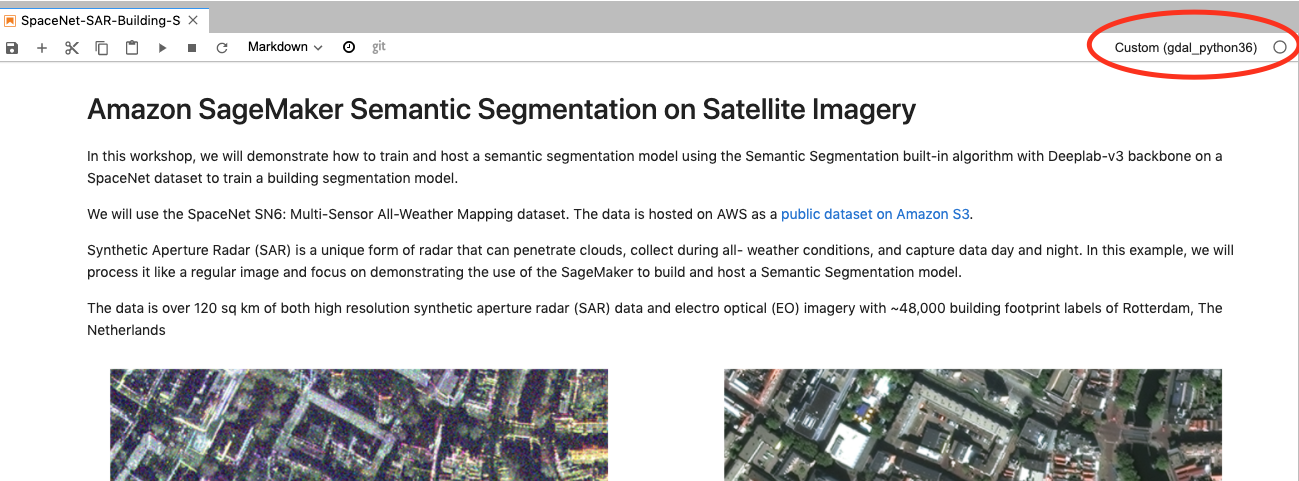 SpaceNet-SAR-Building-S
Markdown
git
Custom (gdal_python36)
Amazon SageMaker Semantic Segmentation on Satellite Imagery
In this workshop, we will demonstrate how to train and host a semantic segmentation model using the Semantic Segmentation built-in algorithm with Deeplab-v3 backbone on a
SpaceNet dataset to train a building segmentation model.
We will use the SpaceNet SN6: Multi-Sensor All-Weather Mapping dataset. The data is hosted on AWS as a public dataset on Amazon S3.
Synthetic Aperture Radar (SAR) is a unique form of radar that can penetrate clouds, collect during all- weather conditions, and capture data day and night. In this example, we will
process it like a regular image and focus on demonstrating the use of the SageMaker to build and host a Semantic Segmentation model.
The data is over 120 sq km of both high resolution synthetic aperture radar (SAR) data and electro optical (EO) imagery with ~48,000 building footprint labels of Rotterdam, The
Netherlands